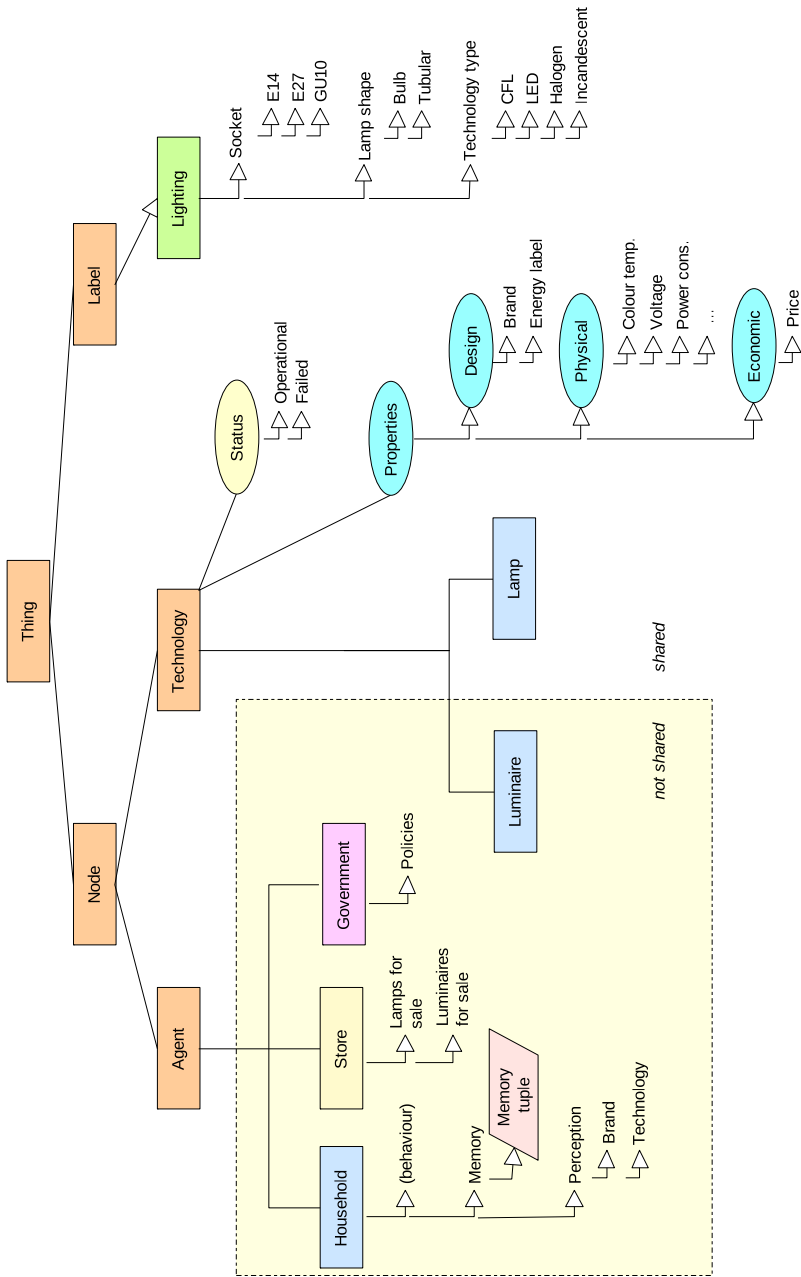 Thing
Node
Label
Agent
Technology
Lighting
Socket
E14
E27
GU10
Lamp shape
Bulb
Tubular
Technology type
CFL
LED
Halogen
Incandescent
Status
Operational
Failed
Properties
Design
Brand
Energy label
Physical
Colour temp.
Voltage
Power cons.
...
Economic
Price
Household
(behaviour)
Memory
Memory
tuple
Perception
Brand
Technology
Store
Lamps for
sale
Luminaires
for sale
Government
Policies
Luminaire
Lamp
not shared
shared